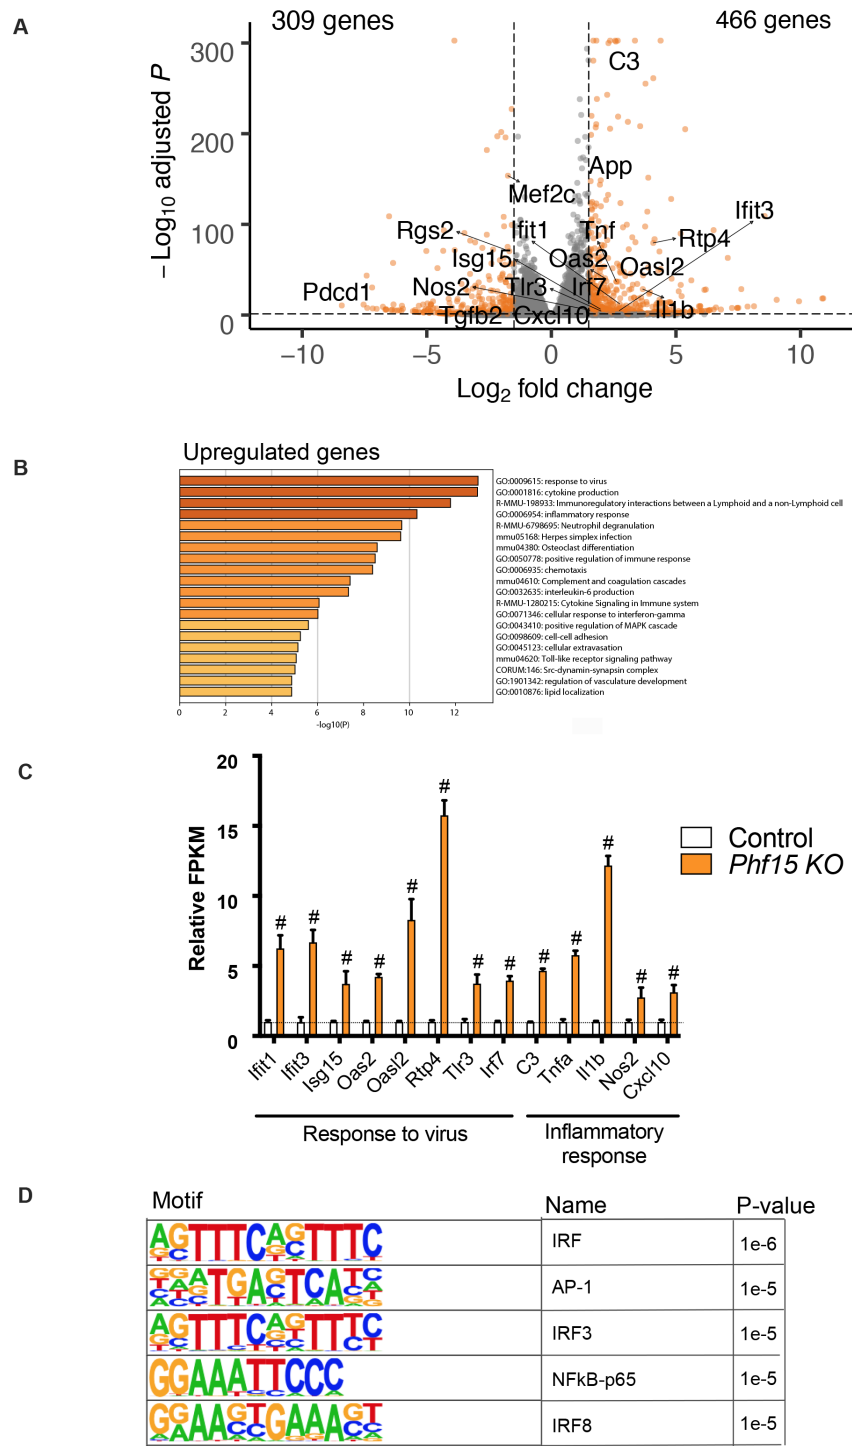 A
309 genes
466 genes
− Log10 adjusted P
300
200
100
0
C3
App
Mef2c
Ifit3
Rgs2
Ifit1
Tnf
Rtp4
Isg15
Oas2
Oasl2
Pdcd1
Nos2
Tlr3
Irf7
Tgfb2
Cxcl10
Il1b
−10
−5
0
5
10
Log2 fold change
B
Upregulated genes
GO:0009615: response to virus
GO:0001816: cytokine production
R-MMU-198933: Immunoregulatory interactions between a Lymphoid and a non-Lymphoid cell
GO:0006954: inflammatory response
R-MMU-6798695: Neutrophil degranulation
mmu05168: Herpes simplex infection
mmu04380: Osteoclast differentiation
GO:0050778: positive regulation of immune response
GO:0006935: chemotaxis
mmu04610: Complement and coagulation cascades
GO:0032635: interleukin-6 production
R-MMU-1280215: Cytokine Signaling in Immune system
GO:0071346: cellular response to interferon-gamma
GO:0043410: positive regulation of MAPK cascade
GO:0098609: cell-cell adhesion
GO:0045123: cellular extravasation
mmu04620: Toll-like receptor signaling pathway
CORUM:146: Src-dynamin-synapsin complex
GO:1901342: regulation of vasculature development
GO:0010876: lipid localization
0 2 4 6 8 10 12
-log10(P)
C
Relative FPKM
20
15
10
5
0
# # # # # # # # # # # # #
Control
Phf15 KO
Ifit1 Ifit3 Isg15 Oas2 Oasl2 Rtp4 Tlr3 Irf7 C3 Tnfa Il1b Nos2 Cxcl10
Response to virus
Inflammatory
response
D
Motif Name P-value
AGTTTCAGTTTC IRF 1e-6
AP-1 1e-5
AGTTTCAGTTTC IRF3 1e-5
GGAAATTCCC NFkB-p65 1e-5
GGAAGTGAAAGT IRF8 1e-5